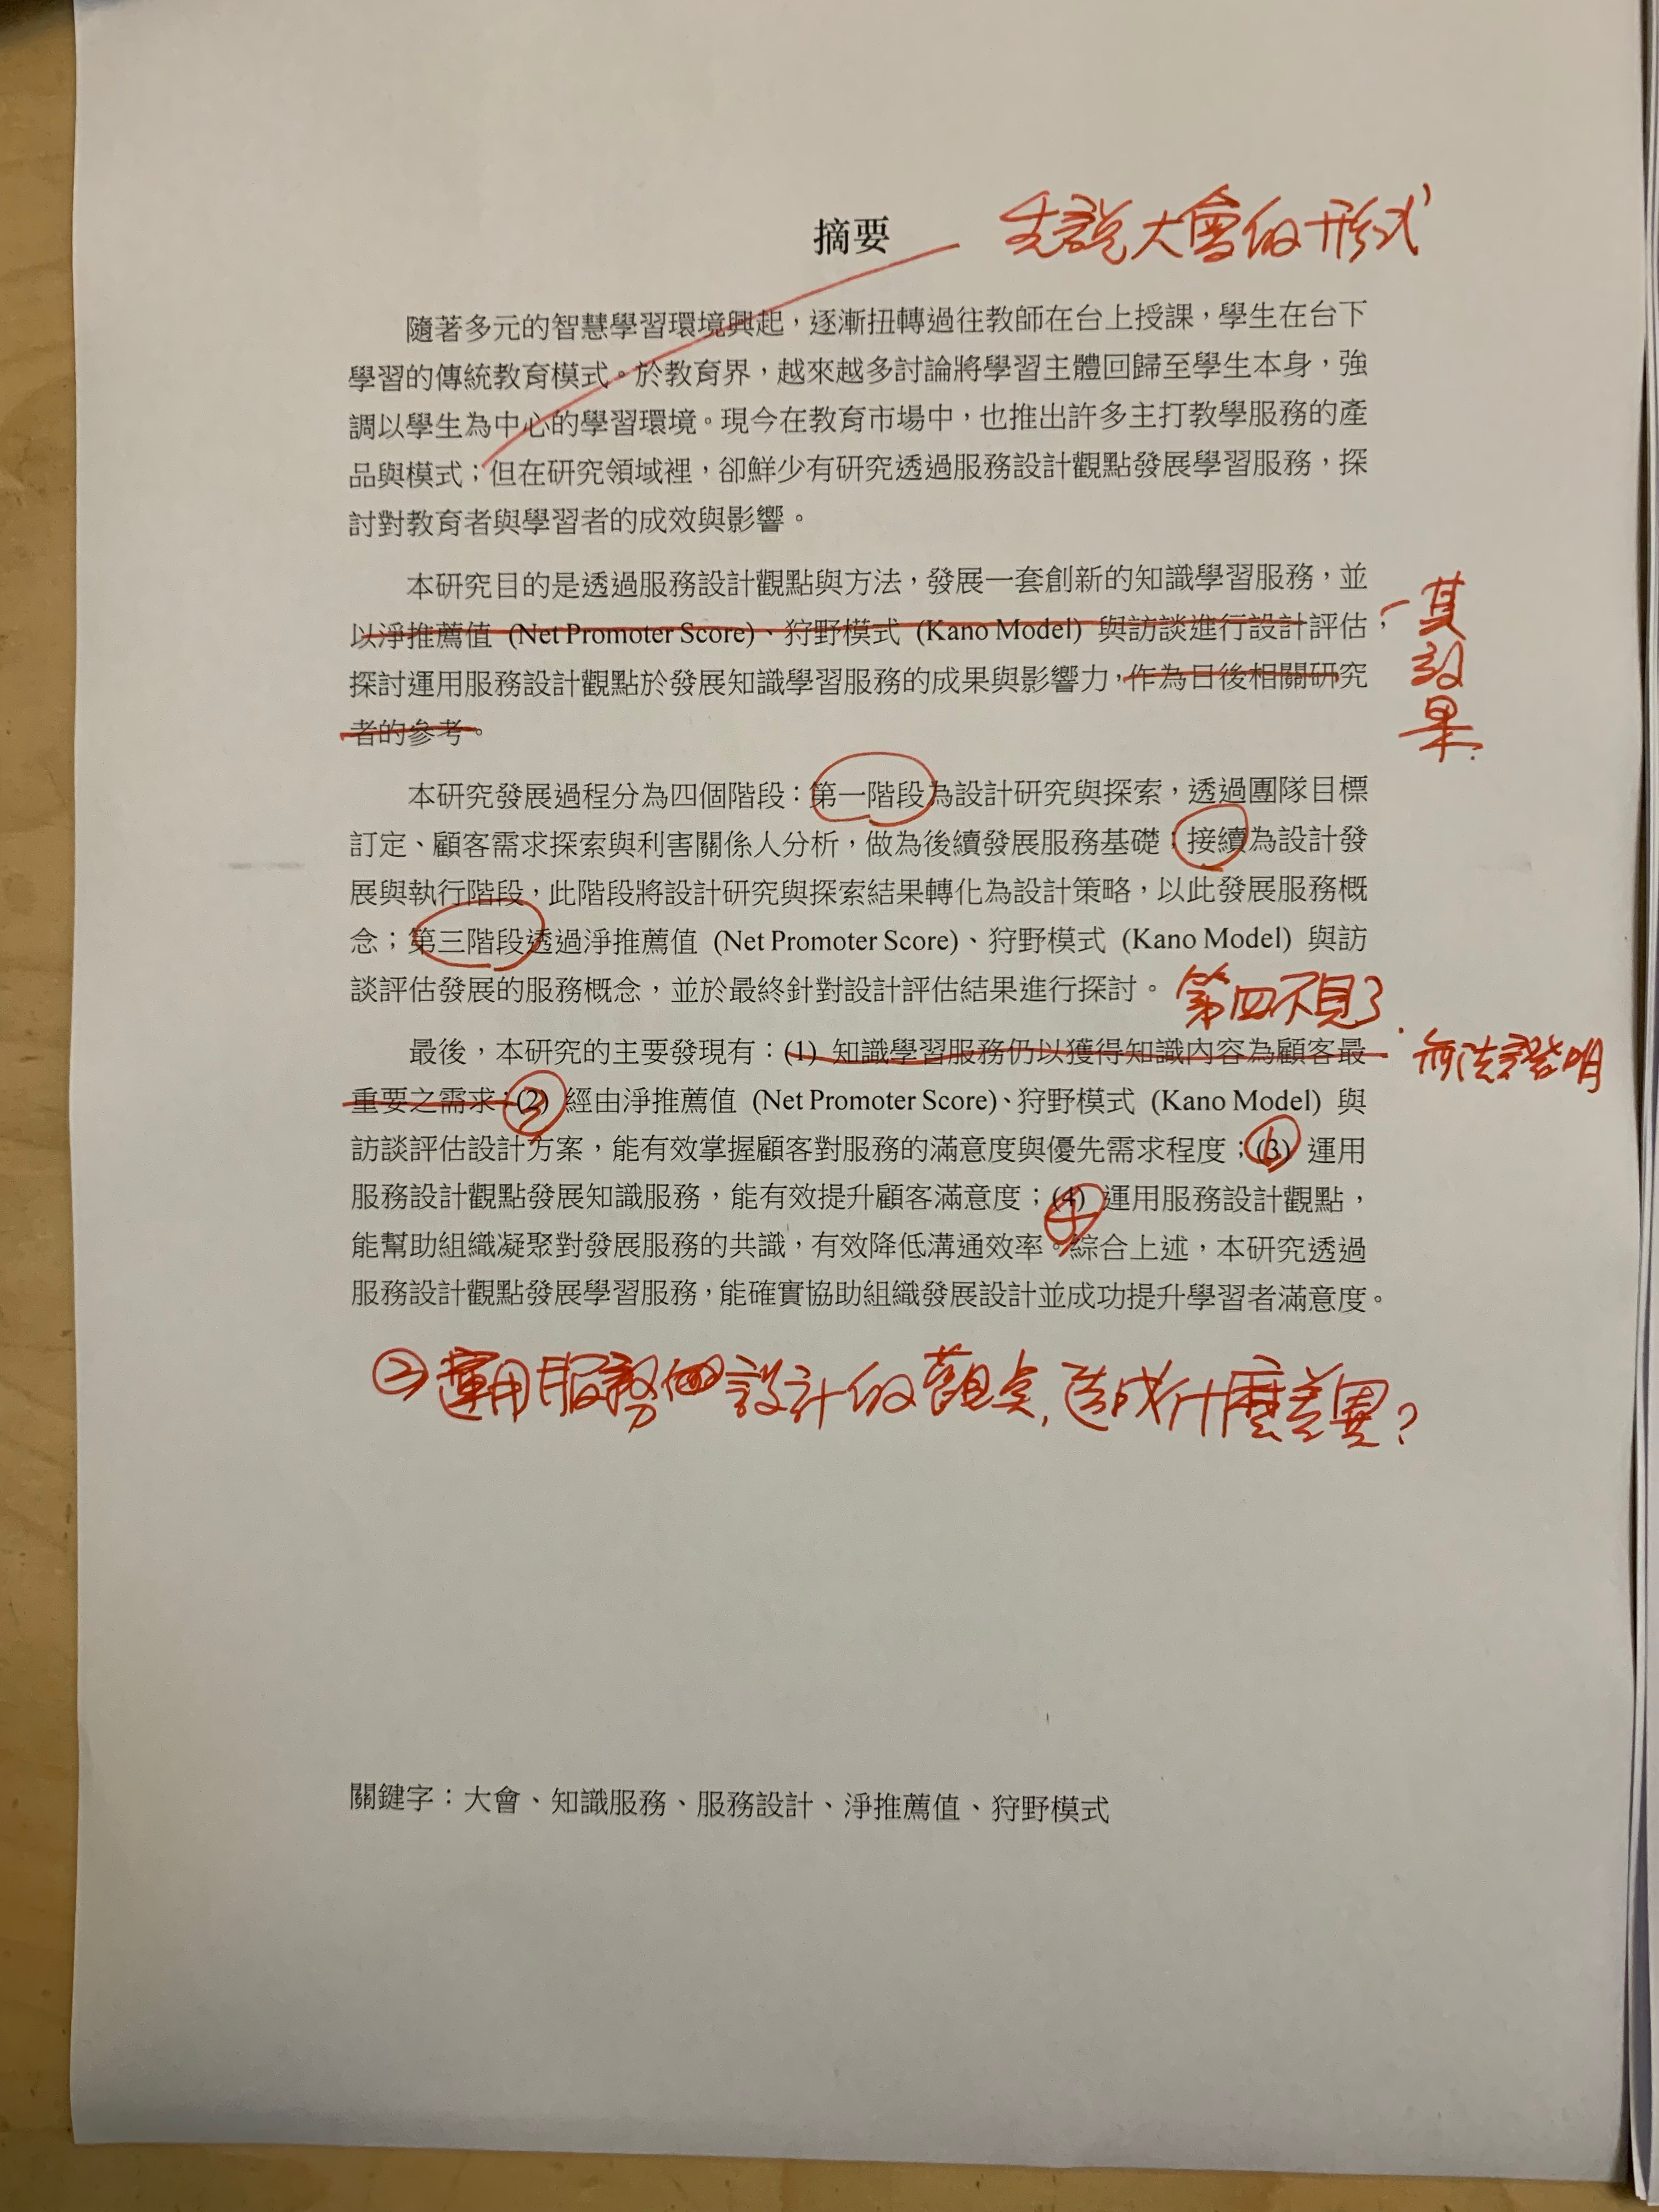 摘要
先說大會的形式
隨著多元的智慧學習環境興起，逐漸扭轉過往教師在台上授課，學生在台下
學習的傳統教育模式。於教育界，越來越多討論將學習主體回歸至學生本身，強
調以學生為中心的學習環境。現今在教育市場中，也推出許多主打教學服務的產
品與模式；但在研究領域裡，卻鮮少有研究透過服務設計觀點發展學習服務，探
討對教育者與學習者的成效與影響。
本研究目的是透過服務設計觀點與方法，發展一套創新的知識學習服務，並
以淨推薦值 (Net Promoter Score)、狩野模式 (Kano Model) 與訪談進行設計評估，
其效果
探討運用服務設計觀點於發展知識學習服務的成果與影響力，作為日後相關研究
者的參考。
本研究發展過程分為四個階段：第一階段為設計研究與探索，透過團隊目標
訂定、顧客需求探索與利害關係人分析，做為後續發展服務基礎；接續為設計發
展與執行階段，此階段將設計研究與探索結果轉化為設計策略，以此發展服務概
念；第三階段透過淨推薦值 (Net Promoter Score)、狩野模式 (Kano Model) 與訪
談評估發展的服務概念，並於最終針對設計評估結果進行探討。
第四不見了
最後，本研究的主要發現有：(1) 知識學習服務仍以獲得知識內容為顧客最
無法證明
重要之需求；(2) 經由淨推薦值 (Net Promoter Score)、狩野模式 (Kano Model) 與
訪談評估設計方案，能有效掌握顧客對服務的滿意度與優先需求程度；(3) 運用
服務設計觀點發展知識服務，能有效提升顧客滿意度；(4) 運用服務設計觀點，
能幫助組織凝聚對發展服務的共識，有效降低溝通效率。綜合上述，本研究透過
服務設計觀點發展學習服務，能確實協助組織發展設計並成功提升學習者滿意度。
②運用服務設計的觀點，造成什麼差異？
關鍵字：大會、知識服務、服務設計、淨推薦值、狩野模式